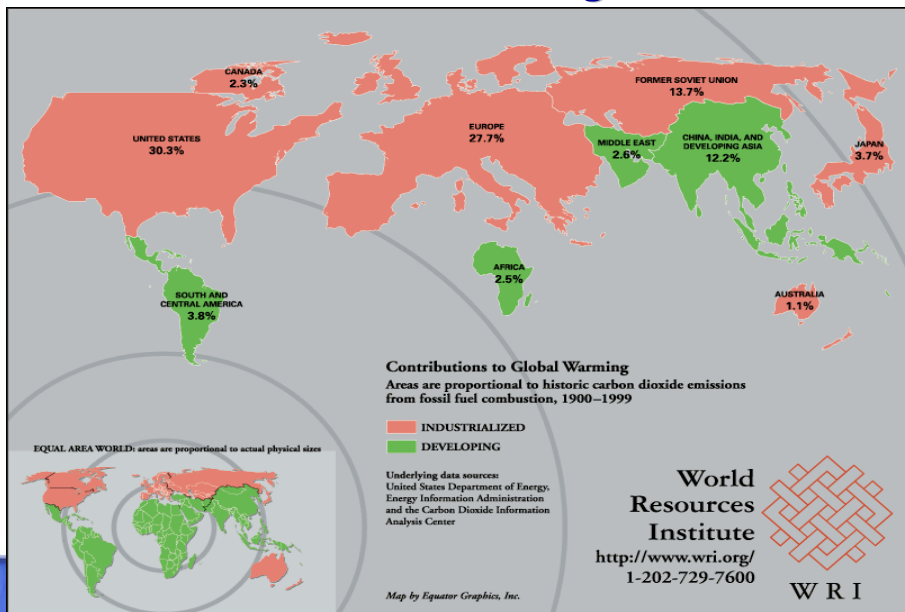 CANADA
2.3%
UNITED STATES
30.3%
EUROPE
27.7%
FORMER SOVIET UNION
13.7%
MIDDLE EAST
2.6%
CHINA, INDIA, AND
DEVELOPING ASIA
12.2%
JAPAN
3.7%
SOUTH AND
CENTRAL AMERICA
3.8%
AFRICA
2.5%
AUSTRALIA
1.1%
Contributions to Global Warming
Areas are proportional to historic carbon dioxide emissions
from fossil fuel combustion, 1900–1999
INDUSTRIALIZED
DEVELOPING
EQUAL AREA WORLD: areas are proportional to actual physical sizes
Underlying data sources:
United States Department of Energy,
Energy Information Administration
and the Carbon Dioxide Information
Analysis Center
Map by Equator Graphics, Inc.
World
Resources
Institute
http://www.wri.org/
1-202-729-7600
WRI